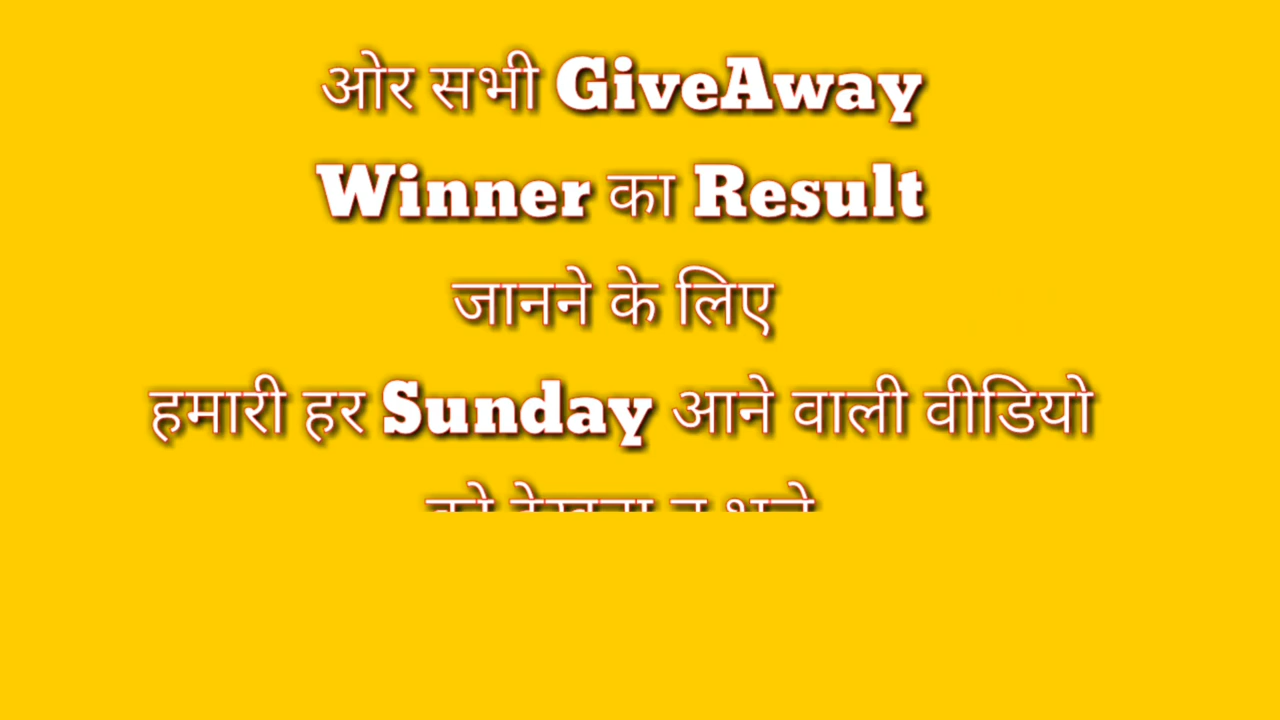 ओर सभी GiveAway
Winner का Result
जानने के लिए
हमारी हर Sunday आने वाली वीडियो